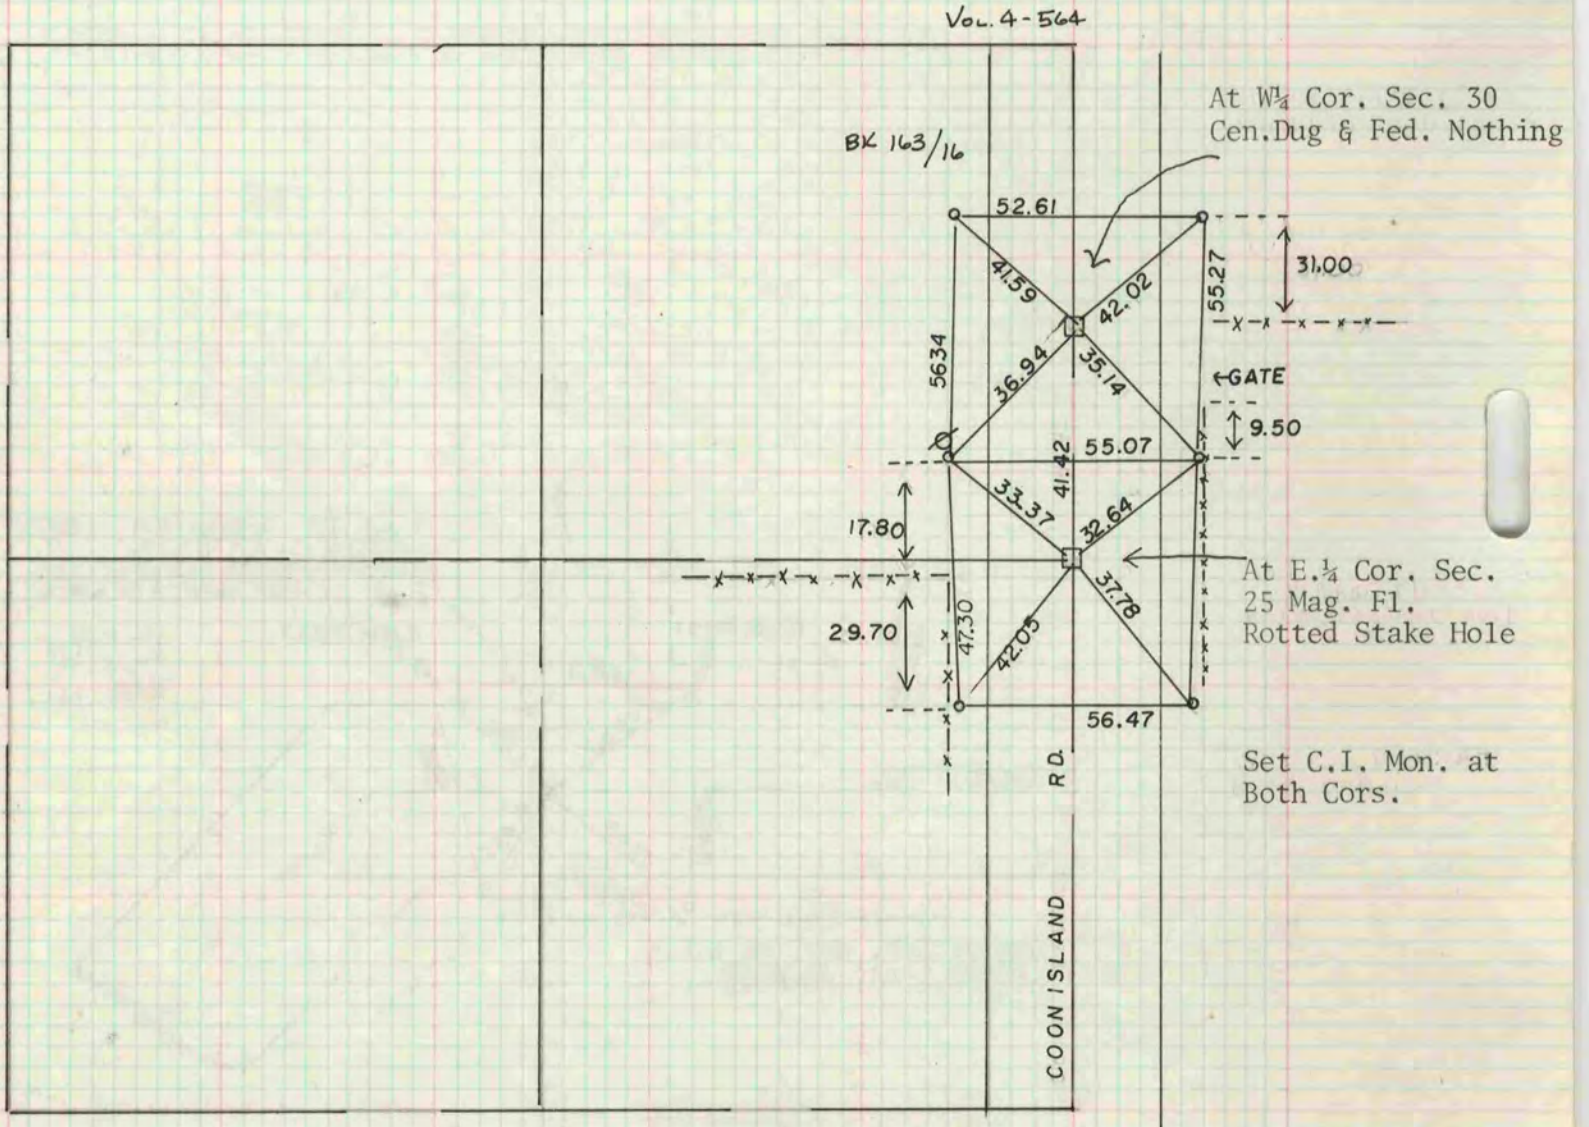 VOL. 4-564
At W¼ Cor. Sec. 30
Cen.Dug & Fed. Nothing
BK 163/16
52.61
41.59
42.02
55.27
31.00
5634
36.94
35.14
←GATE
9.50
55.07
41.42
33.37
32.64
17.80
At E.¼ Cor. Sec.
25 Mag. Fl.
Rotted Stake Hole
37.78
47.30
42.05
29.70
56.47
Set C.I. Mon. at
Both Cors.
COON ISLAND RD.